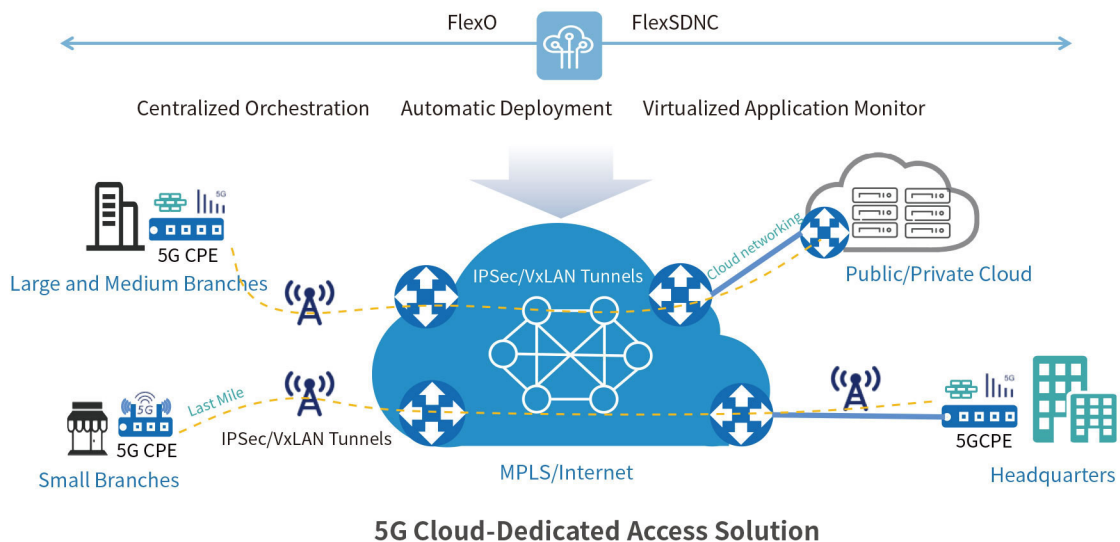 FlexO
FlexSDNC
Centralized Orchestration
Automatic Deployment
Virtualized Application Monitor
5G
5G CPE
Large and Medium Branches
IPSec/VxLAN Tunnels
Cloud networking
Public/Private Cloud
5G
5G CPE
Small Branches
Last Mile
IPSec/VxLAN Tunnels
MPLS/Internet
5G
5GCPE
Headquarters
5G Cloud-Dedicated Access Solution